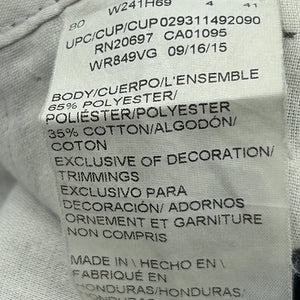 BD W241H69 4 41
UPC/CUP/CUP029311492090
RN20697 CA01095
WR849VG 09/16/15
BODY/CUERPO/L'ENSEMBLE
65% POLYESTER/
POLIÉSTER/POLYESTER
35% COTTON/ALGODÓN/
COTON
EXCLUSIVE OF DECORATION/
TRIMMINGS
EXCLUSIVO PARA
DECORACIÓN/ ADORNOS
ORNEMENT ET GARNITURE
NON COMPRIS
MADE IN \ HECHO EN \
FABRIQUÉ EN
HONDURAS/HONDURAS/